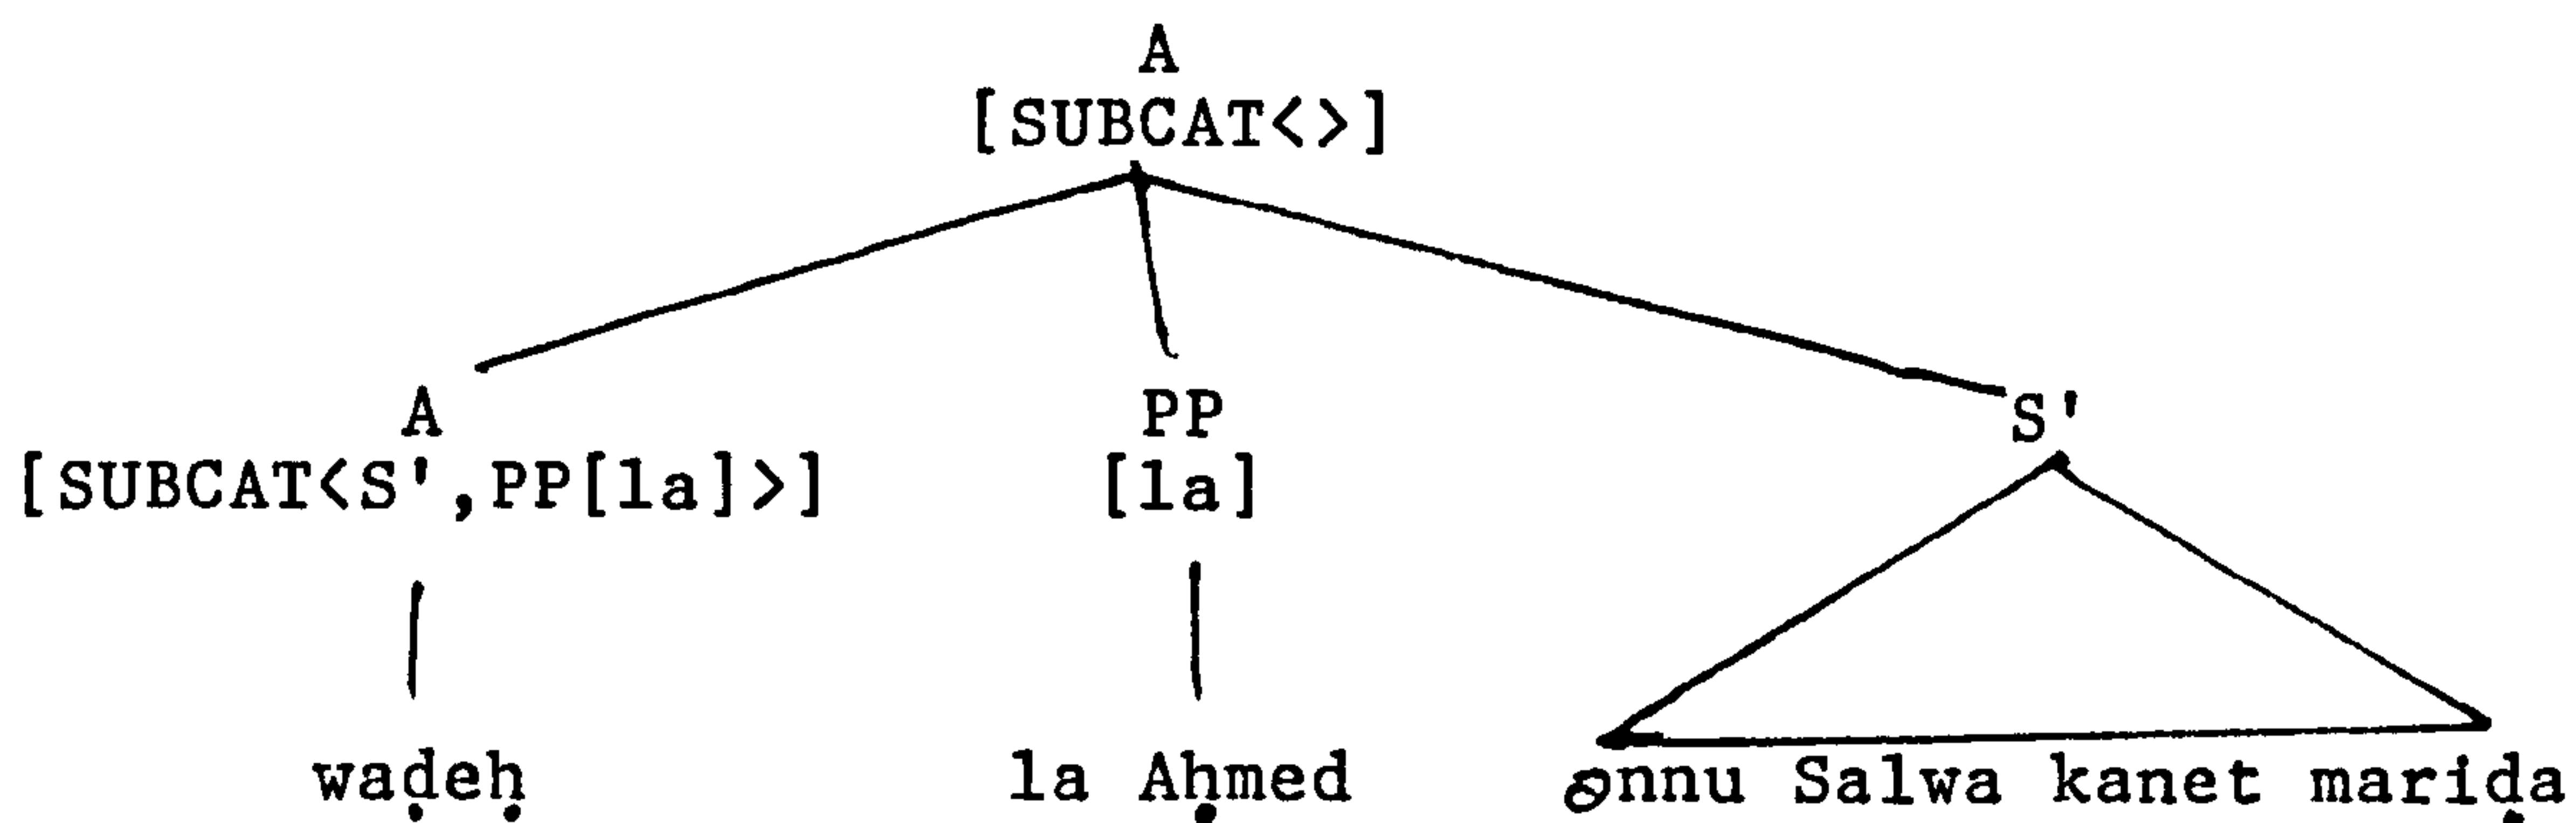 A
[SUBCAT<>]
A PP S'
[SUBCAT<S',PP[la]>] [la]
waḍeḥ la Aḥmed ənnu Salwa kanet mariḍa